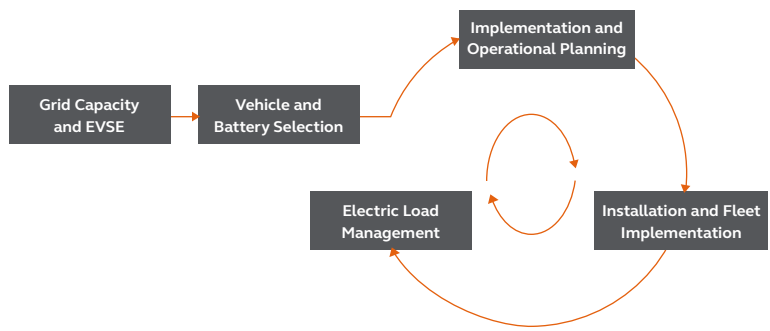 Implementation and
Operational Planning
Grid Capacity
and EVSE
Vehicle and
Battery Selection
Electric Load
Management
Installation and Fleet
Implementation